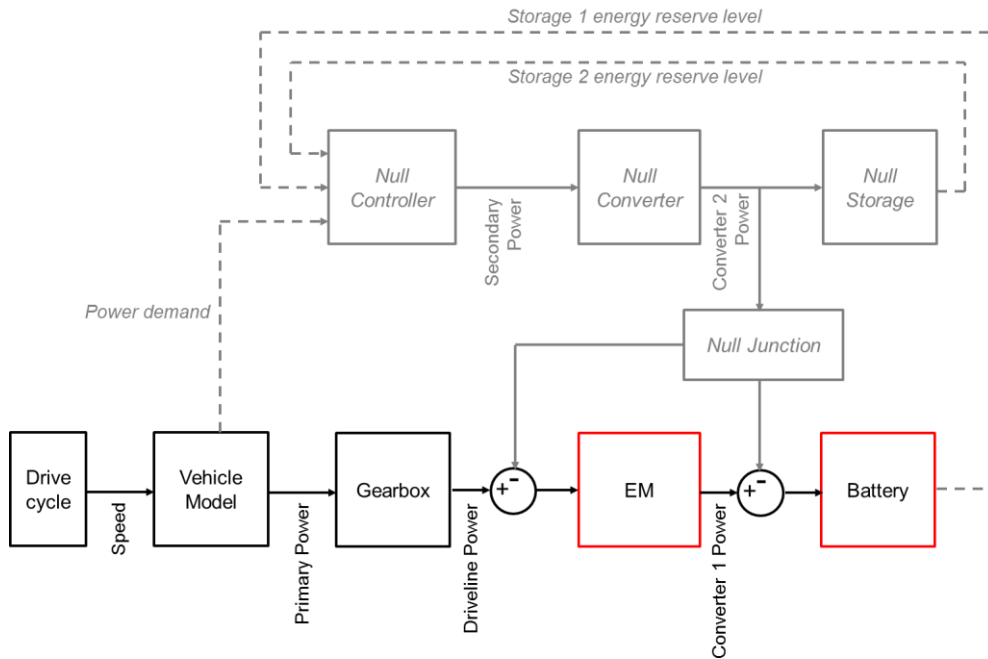 Storage 1 energy reserve level
Storage 2 energy reserve level
Null
Controller
Secondary
Power
Null
Converter
Converter 2
Power
Null
Storage
Power demand
Null Junction
Drive
cycle
Speed
Vehicle
Model
Primary Power
Gearbox
Driveline Power
+
-
EM
Converter 1 Power
+
-
Battery